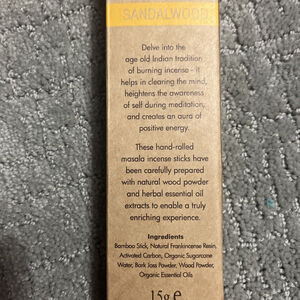 SANDALWOOD
Delve into the
age old Indian tradition
of burning incense - it
helps in clearing the mind,
heightens the awareness
of self during meditation,
and creates an aura of
positive energy.
These hand-rolled
masala incense sticks have
been carefully prepared
with natural wood powder
and herbal essential oil
extracts to enable a truly
enriching experience.
Ingredients
Bamboo Stick, Natural Frankincense Resin,
Activated Carbon, Organic Sugarcane
Water, Bark Joss Powder, Wood Powder,
Organic Essential Oils
15g e